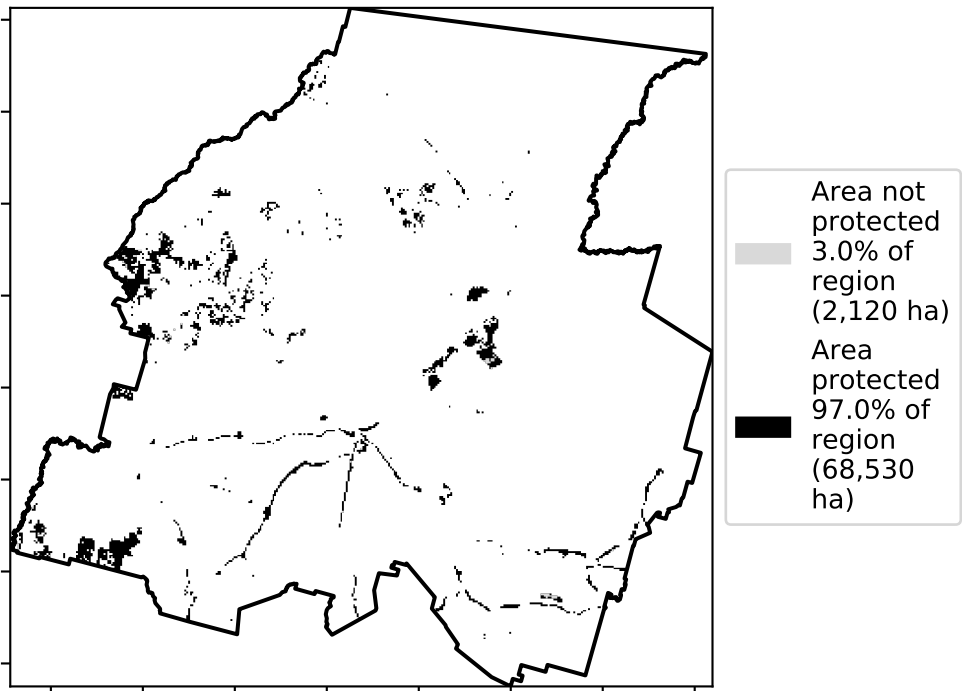 Area not
protected
3.0% of
region
(2,120 ha)
Area
protected
97.0% of
region
(68,530
ha)